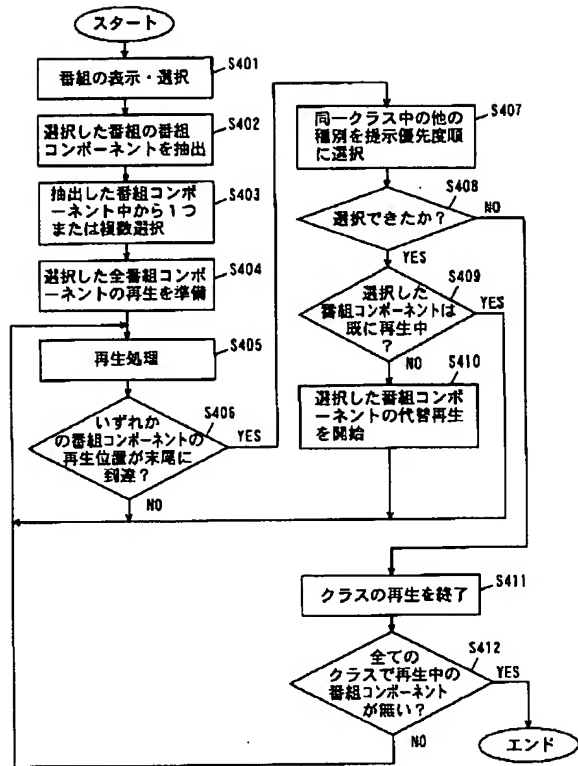 スタート
番組の表示・選択
S401
選択した番組の番組
コンポーネントを抽出
S402
抽出した番組コンポ
ーネント中から1つ
または複数選択
S403
選択した全番組コンポ
ーネントの再生を準備
S404
再生処理
S405
いずれか
の番組コンポーネントの
再生位置が末尾に
到達?
S406
YES
NO
同一クラス中の他の
種別を提示優先度順
に選択
S407
選択できたか?
S408
NO
YES
選択した
番組コンポーネントは
既に再生中
?
S409
YES
NO
選択した番組コンポ
ーネントの代替再生
を開始
S410
クラスの再生を終了
S411
全ての
クラスで再生中の
番組コンポーネント
が無い?
S412
YES
NO
エンド